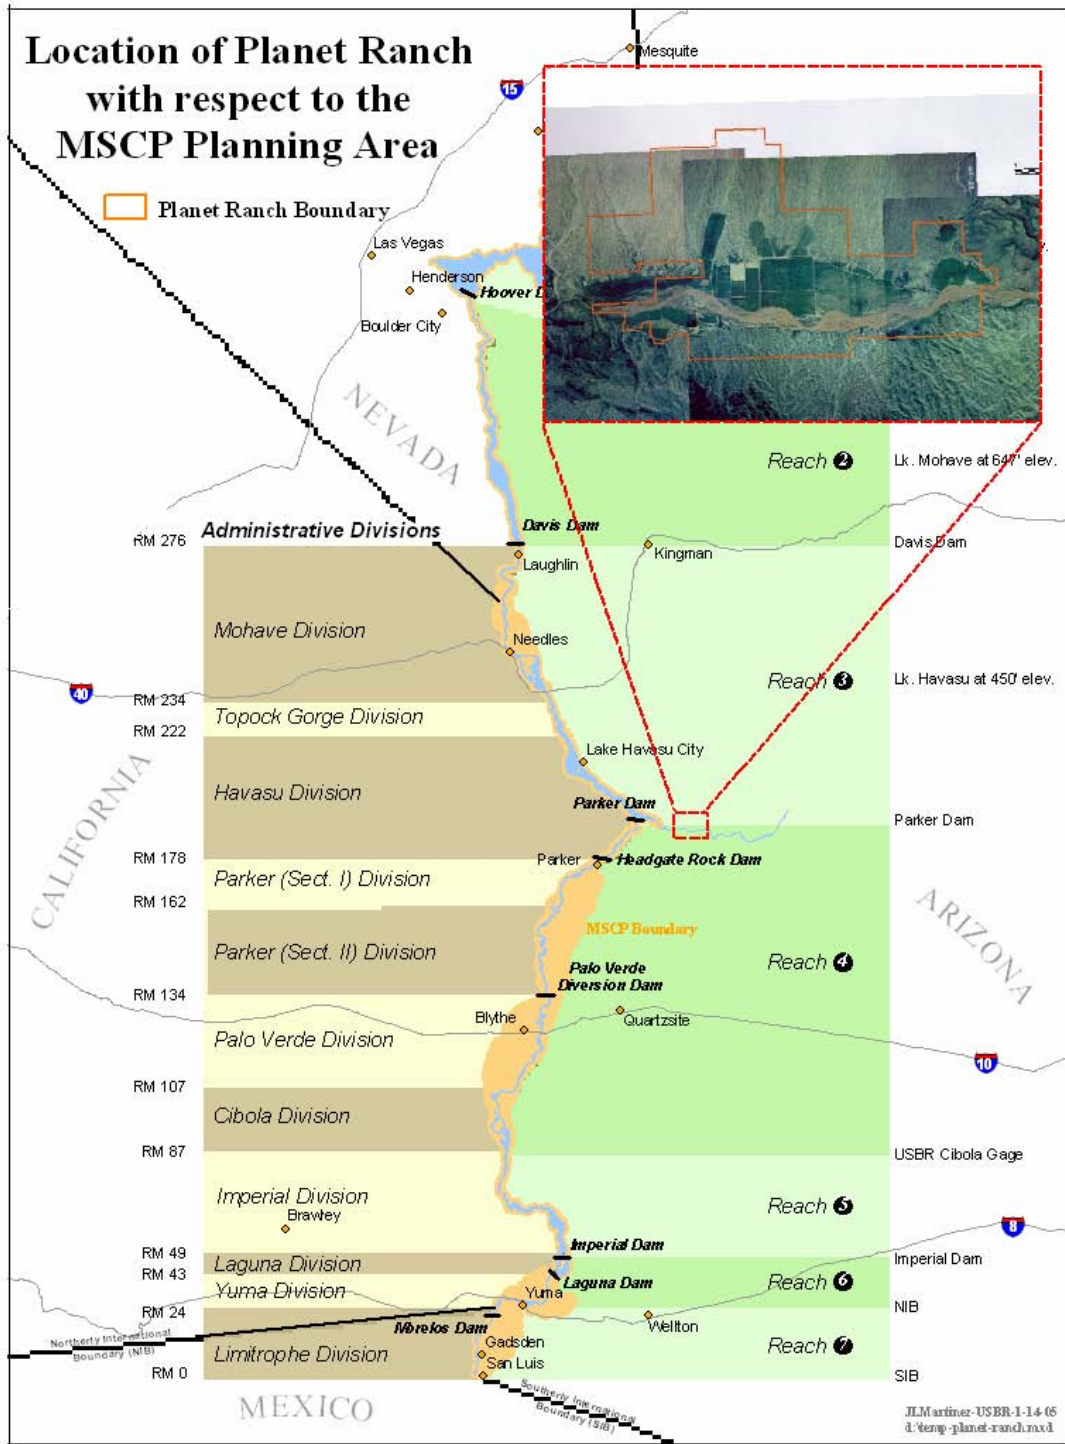 Location of Planet Ranch
with respect to the
MSCP Planning Area
Planet Ranch Boundary
Mesquite
15
Las Vegas
Henderson
Hoover D
Boulder City
v.
NEVADA
Reach 2
Lk. Mohave at 647' elev.
Administrative Divisions
Davis Dam
RM 276
Laughlin
Kingman
Davis Dam
Mohave Division
Needles
40
RM 234
Reach 3
Lk. Havasu at 450' elev.
Topock Gorge Division
RM 222
Lake Havasu City
CALIFORNIA
Havasu Division
Parker Dam
Parker Dam
RM 178
Parker
Headgate Rock Dam
Parker (Sect. I) Division
RM 162
ARIZONA
MSCP Boundary
Parker (Sect. II) Division
Reach 4
Palo Verde
Diversion Dam
RM 134
Blythe
Quartzsite
Palo Verde Division
10
RM 107
Cibola Division
RM 87
USBR Cibola Gage
Imperial Division
Brawley
Reach 5
8
RM 49
Imperial Dam
Imperial Dam
Laguna Division
RM 43
Laguna Dam
Reach 6
Yuma Division
Yuma
RM 24
NIB
Morelos Dam
Wellton
Northerly International
Boundary (NIB)
Gadsden
Limitrophe Division
San Luis
Reach 7
RM 0
SIB
MEXICO
Southerly International
Boundary (SIB)
JLMartinez-USBR-1-14-05
d:\temp-planet-ranch.mxd